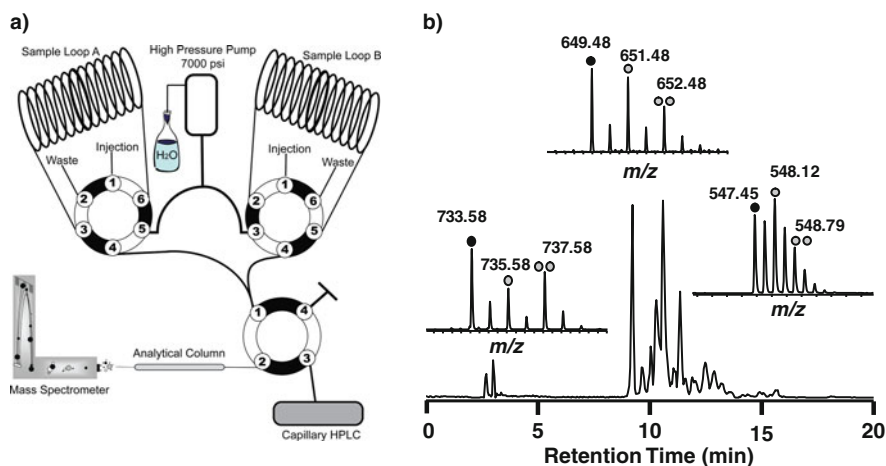 a)
Sample Loop A
High Pressure Pump
7000 psi
Sample Loop B
H₂O
Injection
Waste
1
2
3
4
5
6
Injection
Waste
1
2
3
4
5
6
1
2
3
4
Analytical Column
Mass Spectrometer
Capillary HPLC
b)
649.48
651.48
652.48
m/z
733.58
735.58
737.58
m/z
547.45
548.12
548.79
m/z
0 5 10 15 20
Retention Time (min)